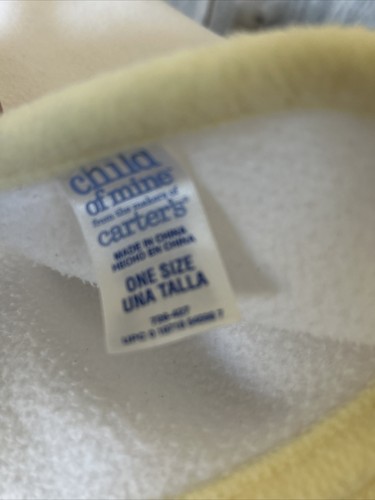 child
of mine
from the makers of
carter's
MADE IN CHINA
HECHO EN CHINA
ONE SIZE
UNA TALLA